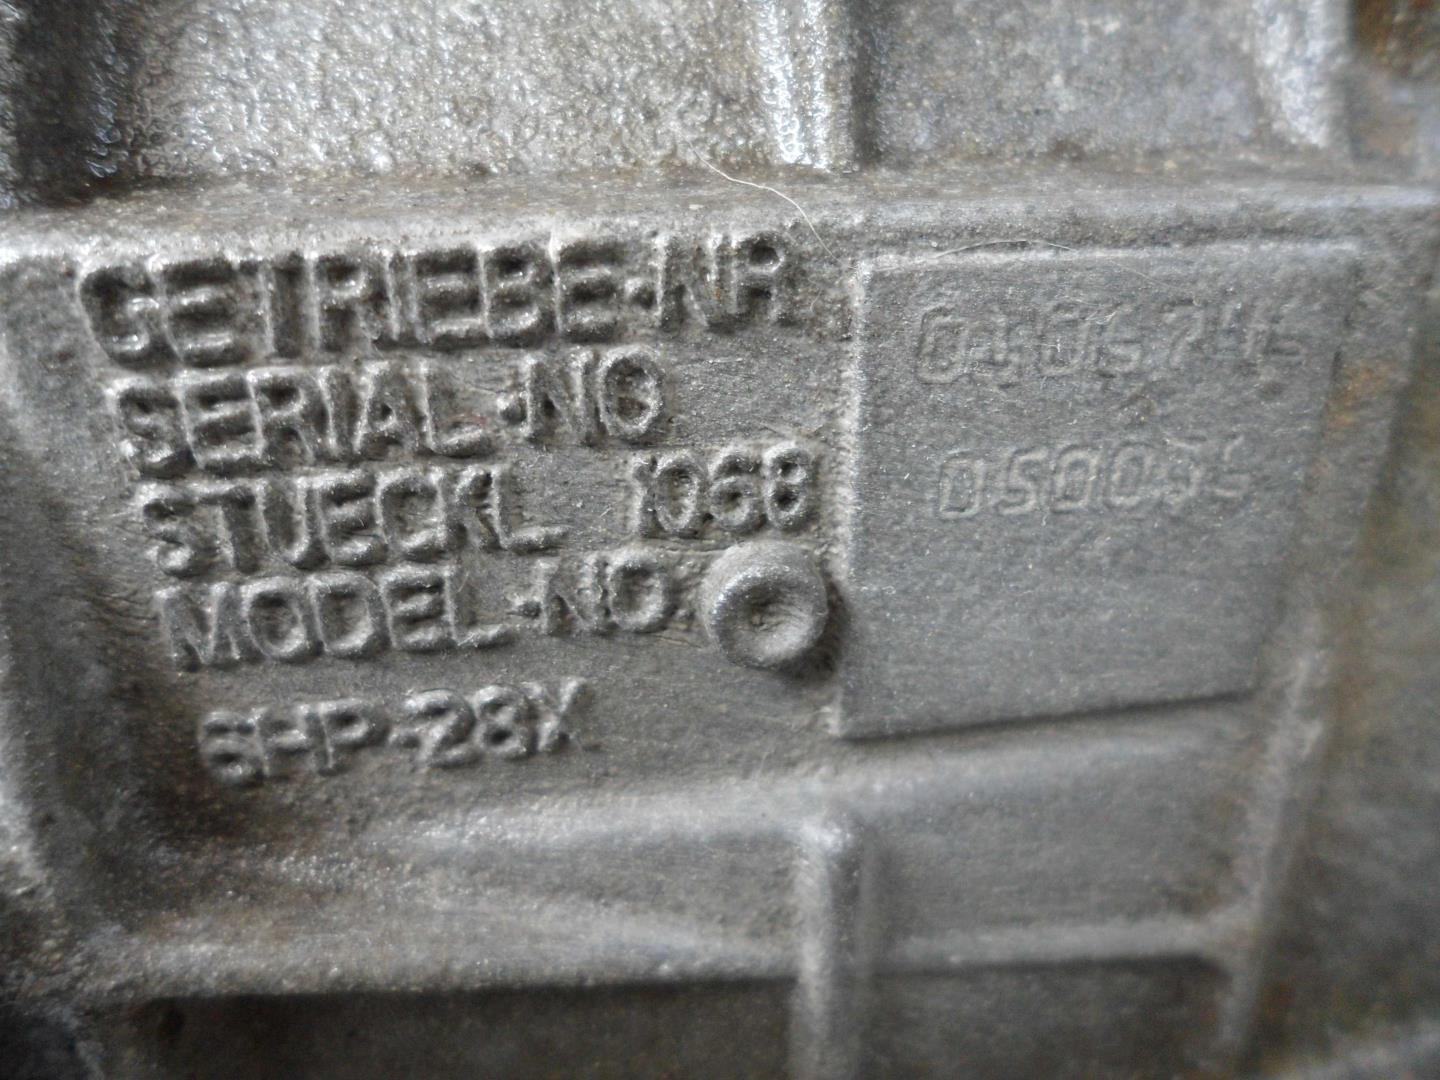 GETRIEBE-NR
SERIAL-NO
STUECKL 1068
MODEL-NO
6HP-28X